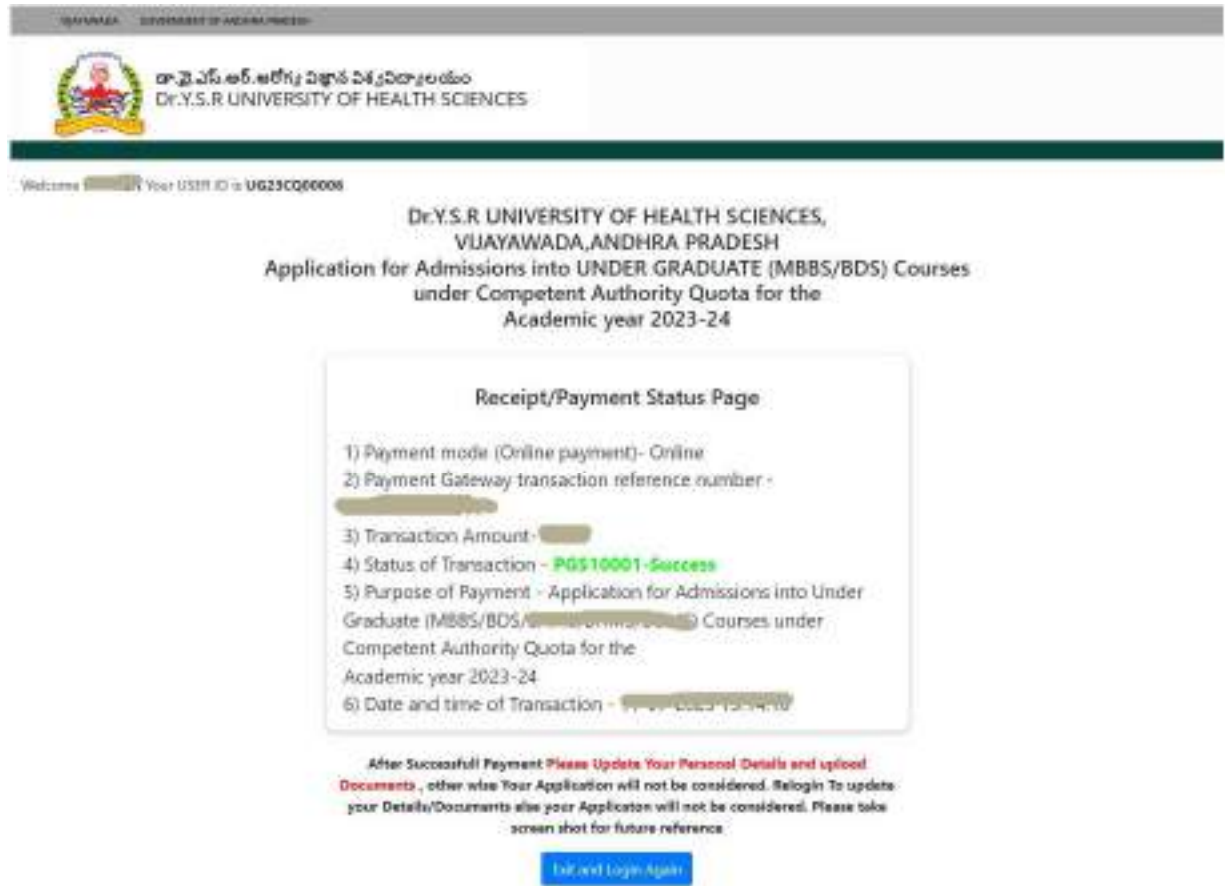 VIJAYAWADA GOVERNMENT OF ANDHRA PRADESH
డా.వై.ఎస్.ఆర్.ఆరోగ్య విజ్ఞాన విశ్వవిద్యాలయం
Dr.Y.S.R UNIVERSITY OF HEALTH SCIENCES
Welcome Your USER ID is UG23CQ00006
Dr.Y.S.R UNIVERSITY OF HEALTH SCIENCES,
VIJAYAWADA,ANDHRA PRADESH
Application for Admissions into UNDER GRADUATE (MBBS/BDS) Courses
under Competent Authority Quota for the
Academic year 2023-24
Receipt/Payment Status Page
1) Payment mode (Online payment)- Online
2) Payment Gateway transaction reference number -
3) Transaction Amount-
4) Status of Transaction - PGS10001-Success
5) Purpose of Payment - Application for Admissions into Under
Graduate (MBBS/BDS/ Courses under
Competent Authority Quota for the
Academic year 2023-24
6) Date and time of Transaction -
After Successfull Payment Please Update Your Personal Details and upload
Documents , other wise Your Application will not be considered. Relogin To update
your Details/Documents else your Applicaton will not be considered. Please take
screen shot for future reference
Exit and Login Again